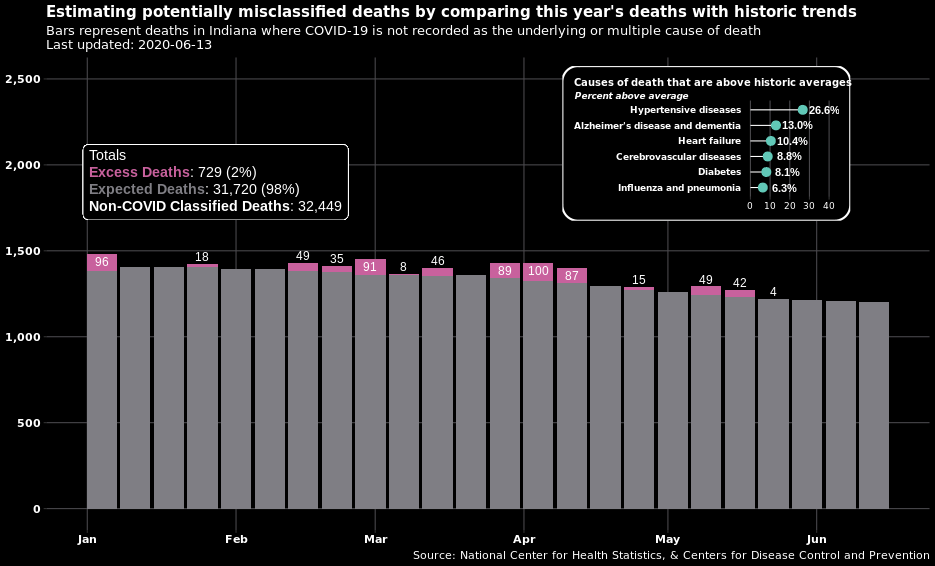 Estimating potentially misclassified deaths by comparing this year's deaths with historic trends
Bars represent deaths in Indiana where COVID-19 is not recorded as the underlying or multiple cause of death
Last updated: 2020-06-13
2,500
2,000
1,500
1,000
500
0
Totals
Excess Deaths: 729 (2%)
Expected Deaths: 31,720 (98%)
Non-COVID Classified Deaths: 32,449
Causes of death that are above historic averages
Percent above average
Hypertensive diseases 26.6%
Alzheimer's disease and dementia 13.0%
Heart failure 10.4%
Cerebrovascular diseases 8.8%
Diabetes 8.1%
Influenza and pneumonia 6.3%
0 10 20 30 40
96 18 49 35 91 8 46 89 100 87 15 49 42 4
Jan Feb Mar Apr May Jun
Source: National Center for Health Statistics, & Centers for Disease Control and Prevention